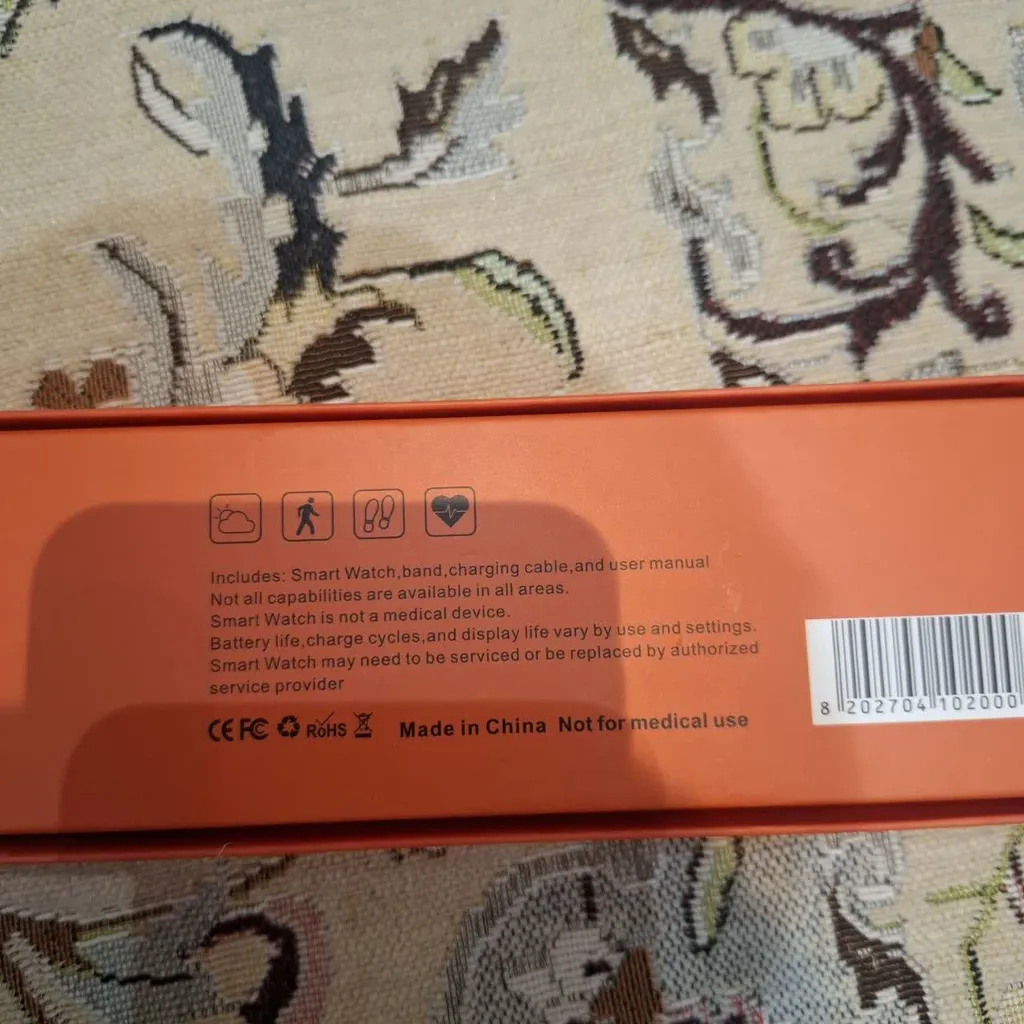 Includes: Smart Watch,band,charging cable,and user manual
Not all capabilities are available in all areas.
Smart Watch is not a medical device.
Battery life,charge cycles,and display life vary by use and settings.
Smart Watch may need to be serviced or be replaced by authorized
service provider
CE FC RoHS Made in China Not for medical use
8 202704 102000